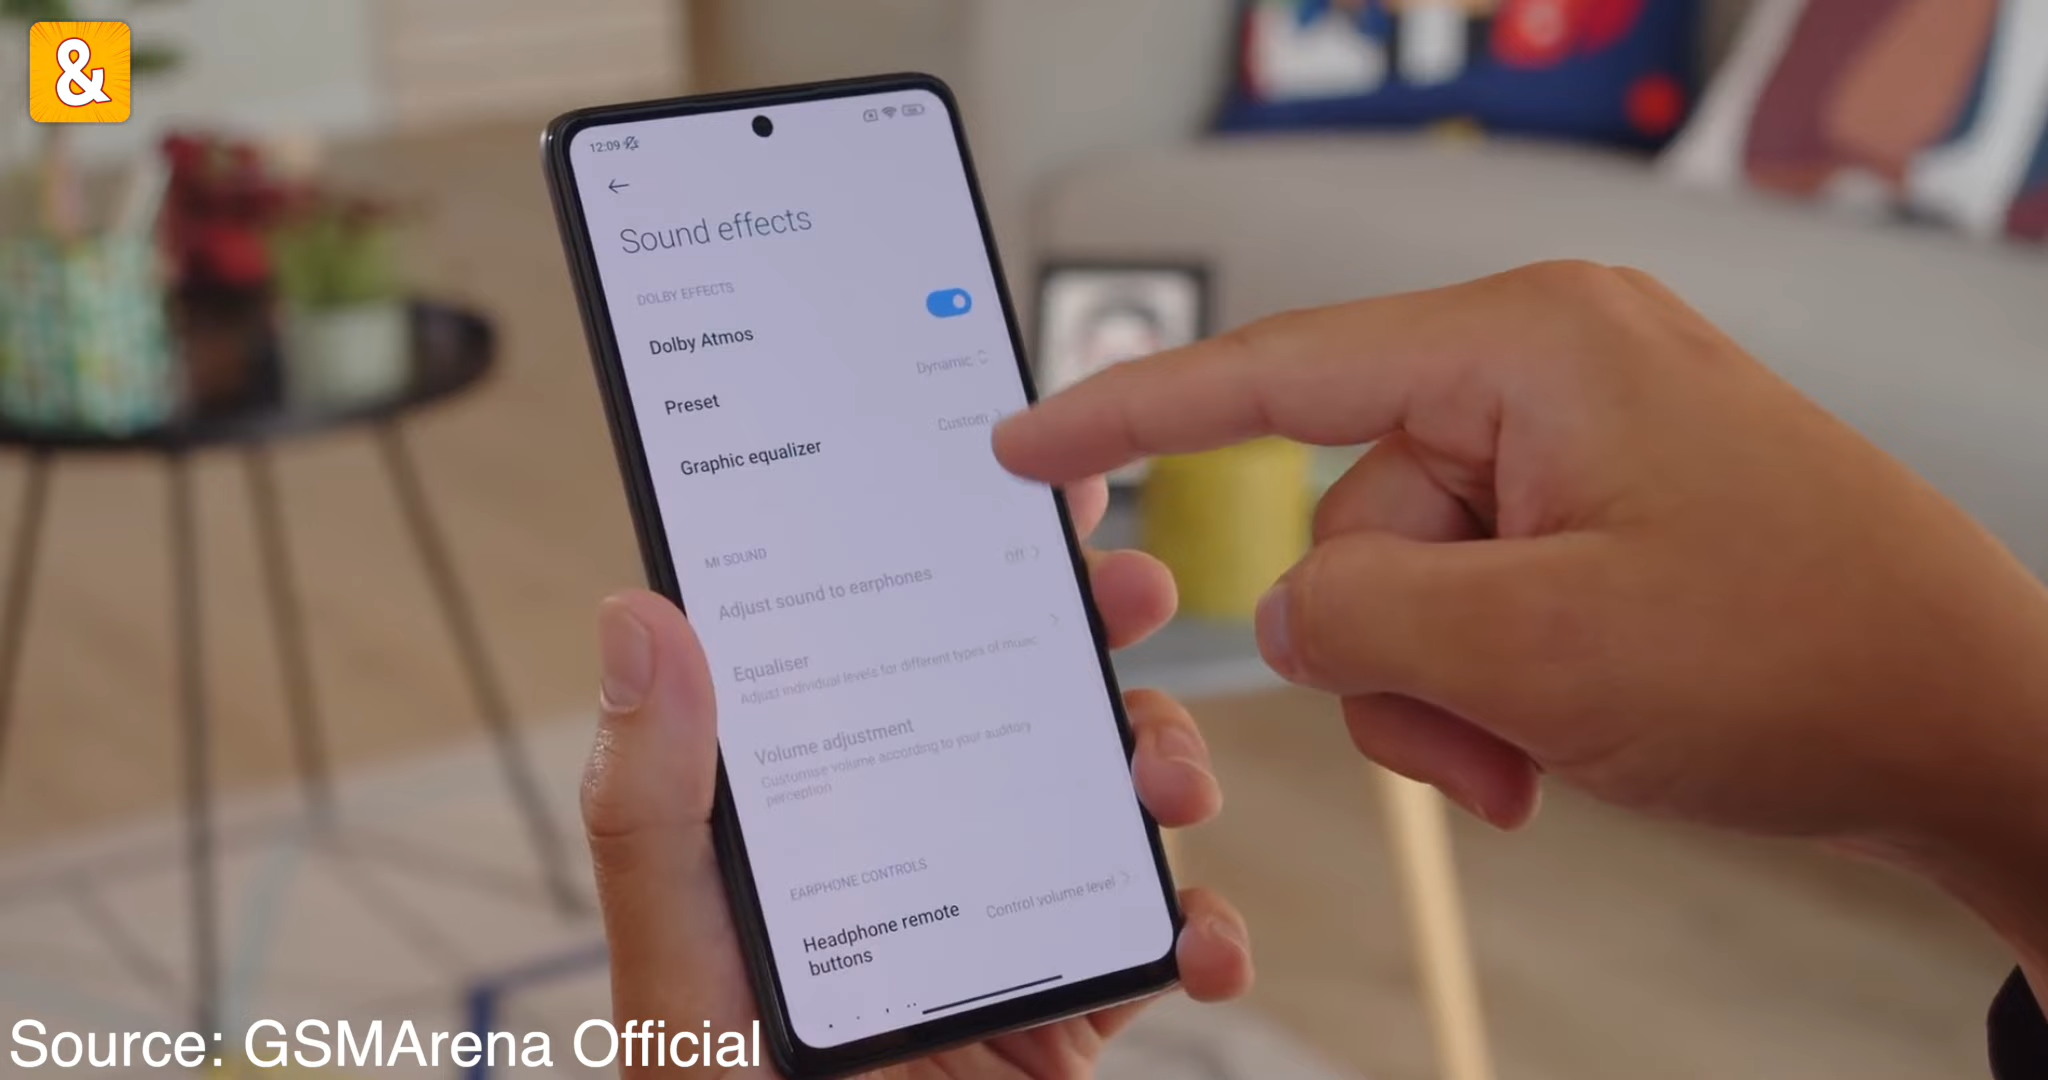 &
12:09
Sound effects
DOLBY EFFECTS
Dolby Atmos
Preset
Dynamic
Graphic equalizer
Custom
MI SOUND
Adjust sound to earphones
Off
Equaliser
Adjust individual levels for different types of music
Volume adjustment
Customise volume according to your auditory
perception
EARPHONE CONTROLS
Headphone remote
buttons
Control volume level
Source: GSMArena Official